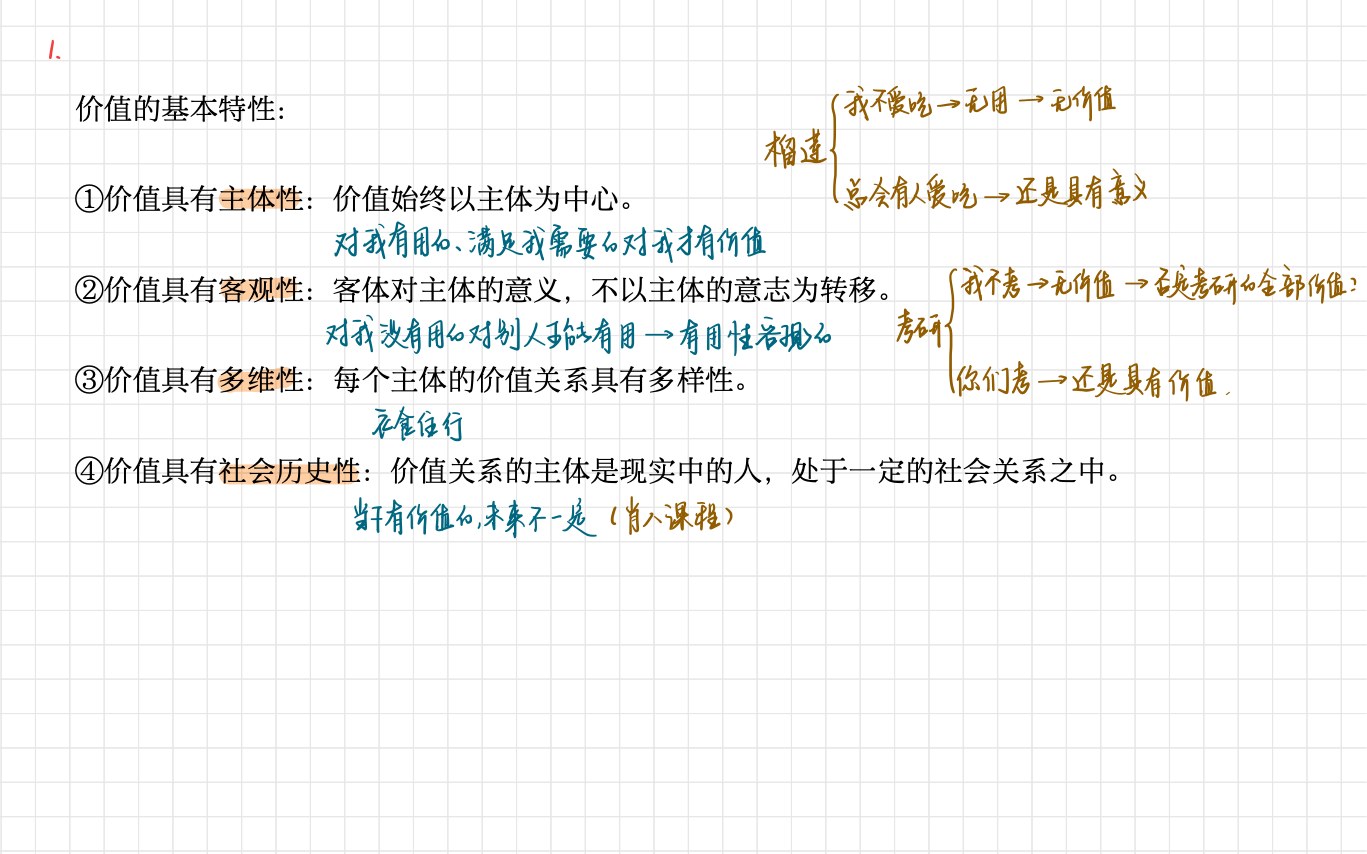 1.
价值的基本特性：
榴莲
我不爱吃→无用→无价值
总会有人爱吃→还是具有意义
①价值具有主体性：价值始终以主体为中心。
对我有用的、满足我需要的对我才有价值
②价值具有客观性：客体对主体的意义，不以主体的意志为转移。
对我没有用的对别人可能有用→有用性客观的
考研
我不考→无价值→否定考研的全部价值？
你们考→还是具有价值.
③价值具有多维性：每个主体的价值关系具有多样性。
衣食住行
④价值具有社会历史性：价值关系的主体是现实中的人，处于一定的社会关系之中。
当下有价值的,未来不一定（肖八课程）